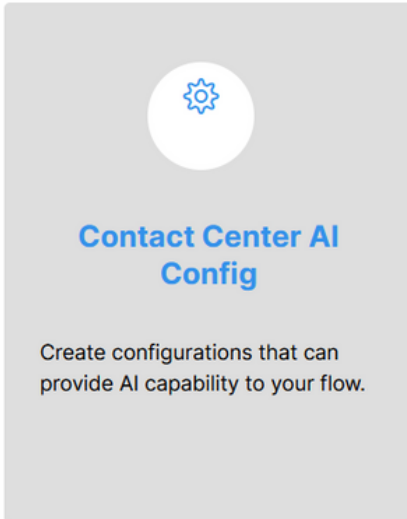 Contact Center AI
Config
Create configurations that can
provide AI capability to your flow.